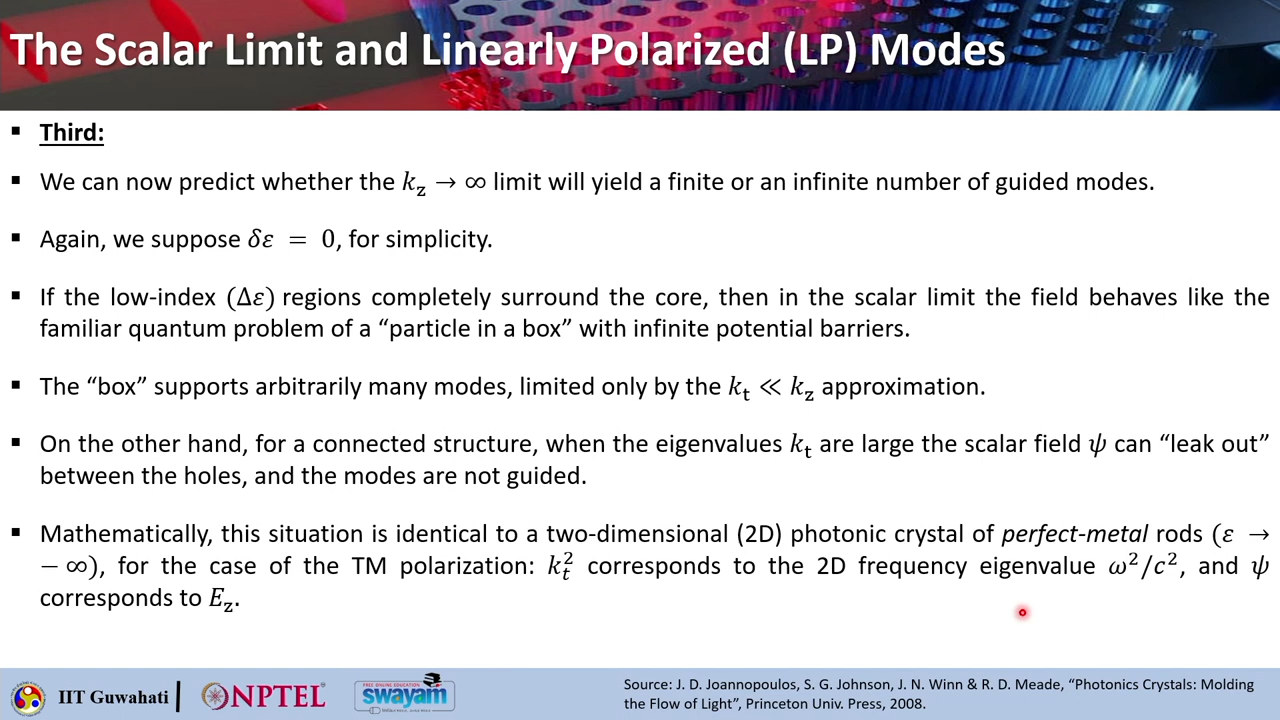 The Scalar Limit and Linearly Polarized (LP) Modes
▪ Third:
▪ We can now predict whether the k_z → ∞ limit will yield a finite or an infinite number of guided modes.
▪ Again, we suppose δε = 0, for simplicity.
▪ If the low-index (Δε) regions completely surround the core, then in the scalar limit the field behaves like the
familiar quantum problem of a “particle in a box” with infinite potential barriers.
▪ The “box” supports arbitrarily many modes, limited only by the k_t ≪ k_z approximation.
▪ On the other hand, for a connected structure, when the eigenvalues k_t are large the scalar field ψ can “leak out”
between the holes, and the modes are not guided.
▪ Mathematically, this situation is identical to a two-dimensional (2D) photonic crystal of perfect-metal rods (ε →
− ∞), for the case of the TM polarization: k_t^2 corresponds to the 2D frequency eigenvalue ω²/c², and ψ
corresponds to E_z.
IIT Guwahati
NPTEL
FREE ONLINE EDUCATION
swayam
Source: J. D. Joannopoulos, S. G. Johnson, J. N. Winn & R. D. Meade, “Photonics Crystals: Molding
the Flow of Light”, Princeton Univ. Press, 2008.